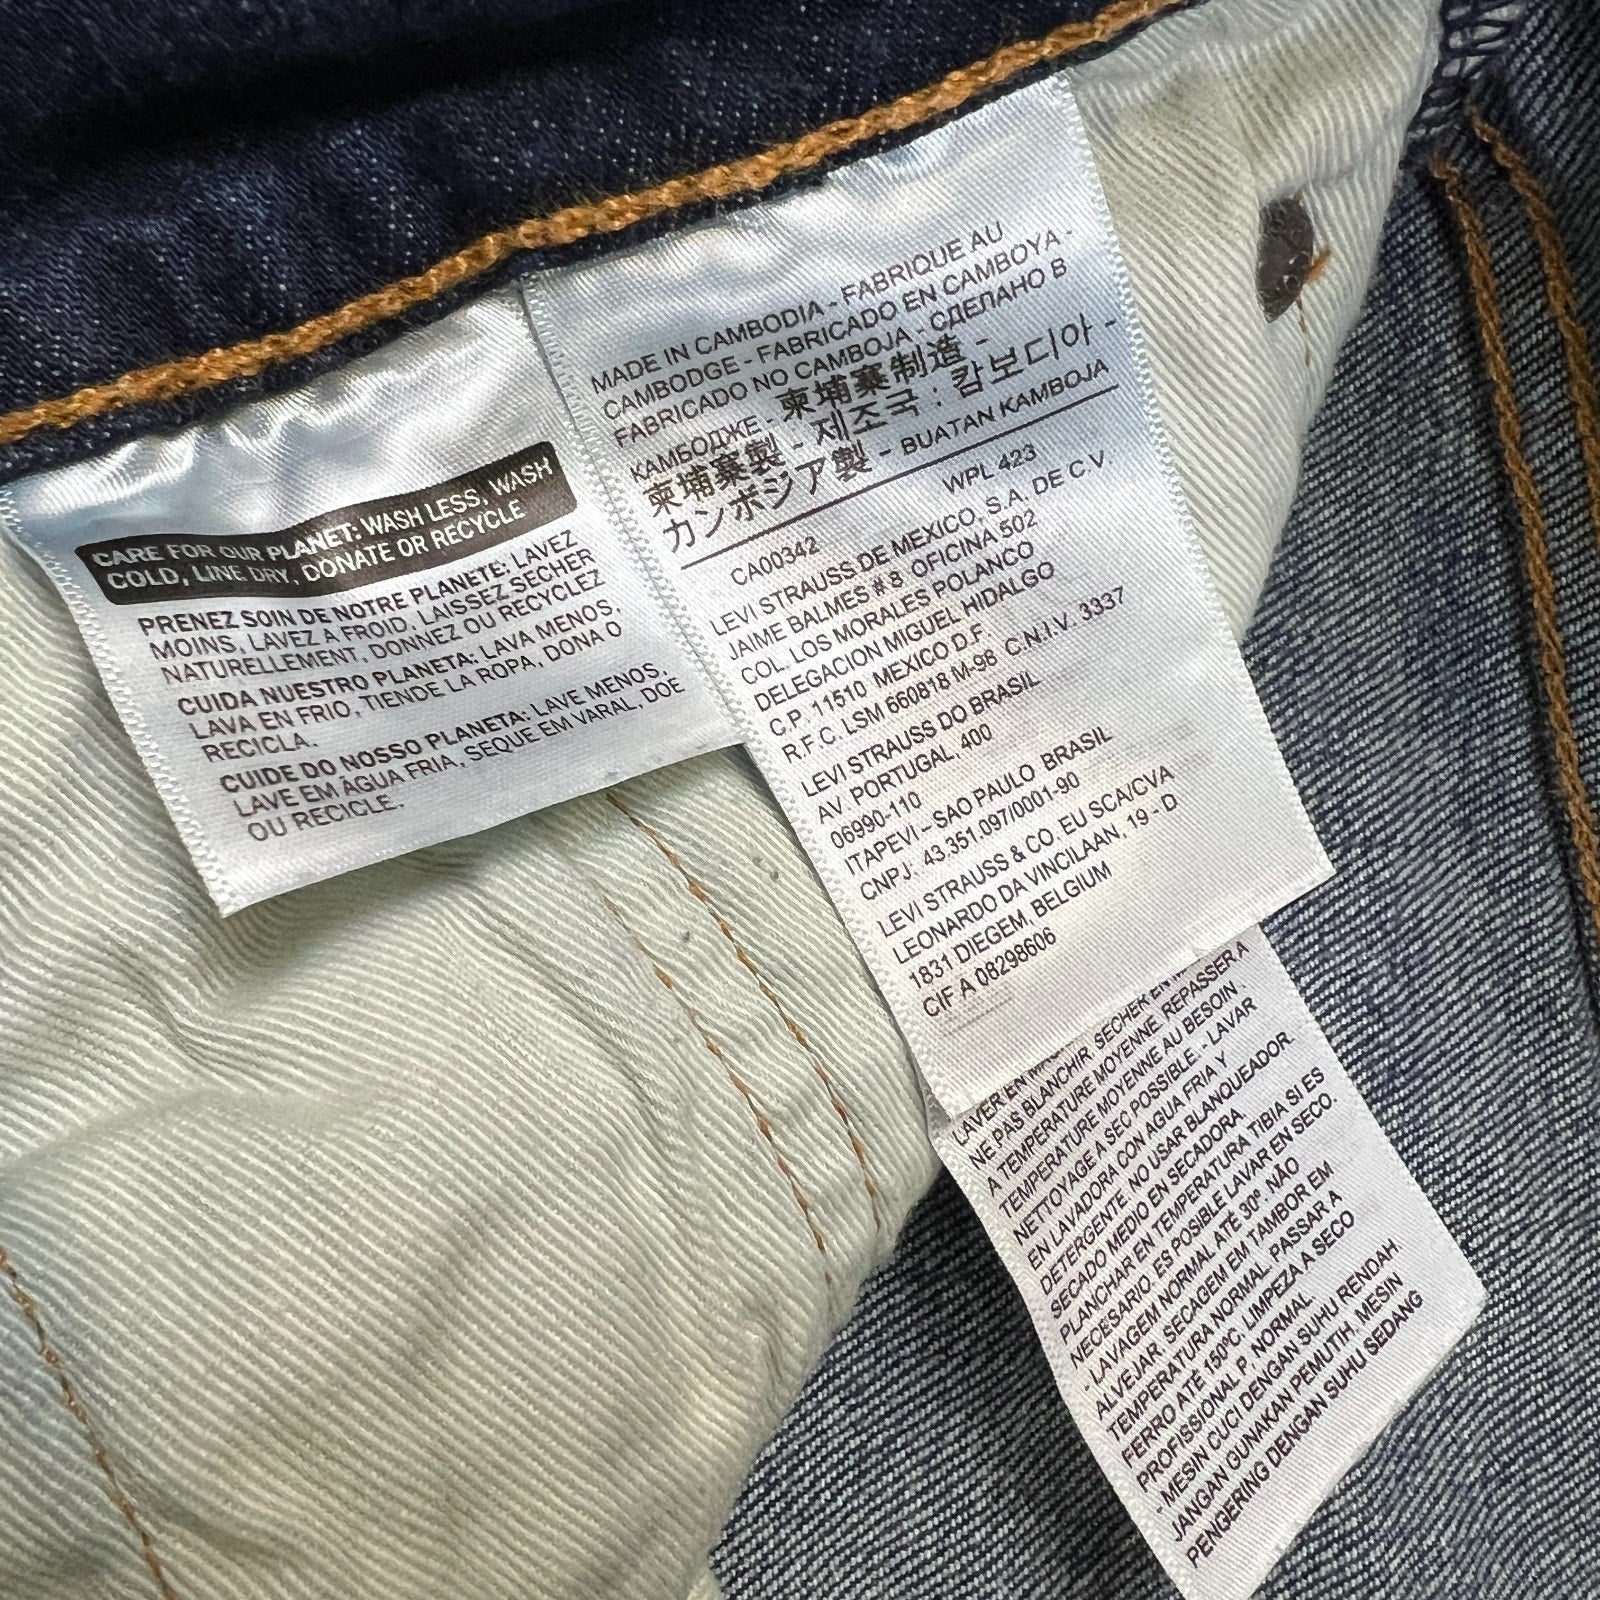 CARE FOR OUR PLANET: WASH LESS, WASH
COLD, LINE DRY, DONATE OR RECYCLE
PRENEZ SOIN DE NOTRE PLANETE: LAVEZ
MOINS, LAVEZ A FROID, LAISSEZ SECHER
NATURELLEMENT, DONNEZ OU RECYCLEZ
CUIDA NUESTRO PLANETA: LAVA MENOS,
LAVA EN FRIO, TIENDE LA ROPA, DONA O
RECICLA.
CUIDE DO NOSSO PLANETA: LAVE MENOS,
LAVE EM ÁGUA FRIA, SEQUE EM VARAL, DOE
OU RECICLE.
MADE IN CAMBODIA - FABRIQUE AU
CAMBODGE - FABRICADO EN CAMBOYA -
FABRICADO NO CAMBOJA - СДЕЛАНО В
КАМБОДЖЕ - 柬埔寨制造 -
柬埔寨製 - 제조국 : 캄보디아 -
カンボジア製 - BUATAN KAMBOJA
CA00342 WPL 423
LEVI STRAUSS DE MEXICO, S.A. DE C.V.
JAIME BALMES # 8 OFICINA 502
COL. LOS MORALES POLANCO
DELEGACION MIGUEL HIDALGO
C.P. 11510 MEXICO D.F.
R.F.C. LSM 660818 M-98 C.N.I.V. 3337
LEVI STRAUSS DO BRASIL
AV. PORTUGAL, 400
06990-110
ITAPEVI - SAO PAULO BRASIL
CNPJ: 43.351.097/0001-90
LEVI STRAUSS & CO. EU SCA/CVA
LEONARDO DA VINCILAAN, 19 - D
1831 DIEGEM, BELGIUM
CIF A 08298606
LAVER EN SECHER EN
NE PAS BLANCHIR. SECHER
A TEMPERATURE MOYENNE. REPASSER A
TEMPERATURE MOYENNE AU BESOIN.
NETTOYAGE A SEC POSSIBLE. - LAVAR
EN LAVADORA CON AGUA FRIA Y
DETERGENTE. NO USAR BLANQUEADOR.
SECADO MEDIO EN SECADORA.
PLANCHAR EN TEMPERATURA TIBIA SI ES
NECESARIO. ES POSIBLE LAVAR EN SECO.
- LAVAGEM NORMAL ATÉ 30º. NÃO
ALVEJAR. SECAGEM EM TAMBOR EM
TEMPERATURA NORMAL. PASSAR A
FERRO ATÉ 150ºC. LIMPEZA A SECO
PROFISSIONAL P, NORMAL.
- MESIN CUCI DENGAN SUHU RENDAH.
JANGAN GUNAKAN PEMUTIH. MESIN
PENGERING DENGAN SUHU SEDANG